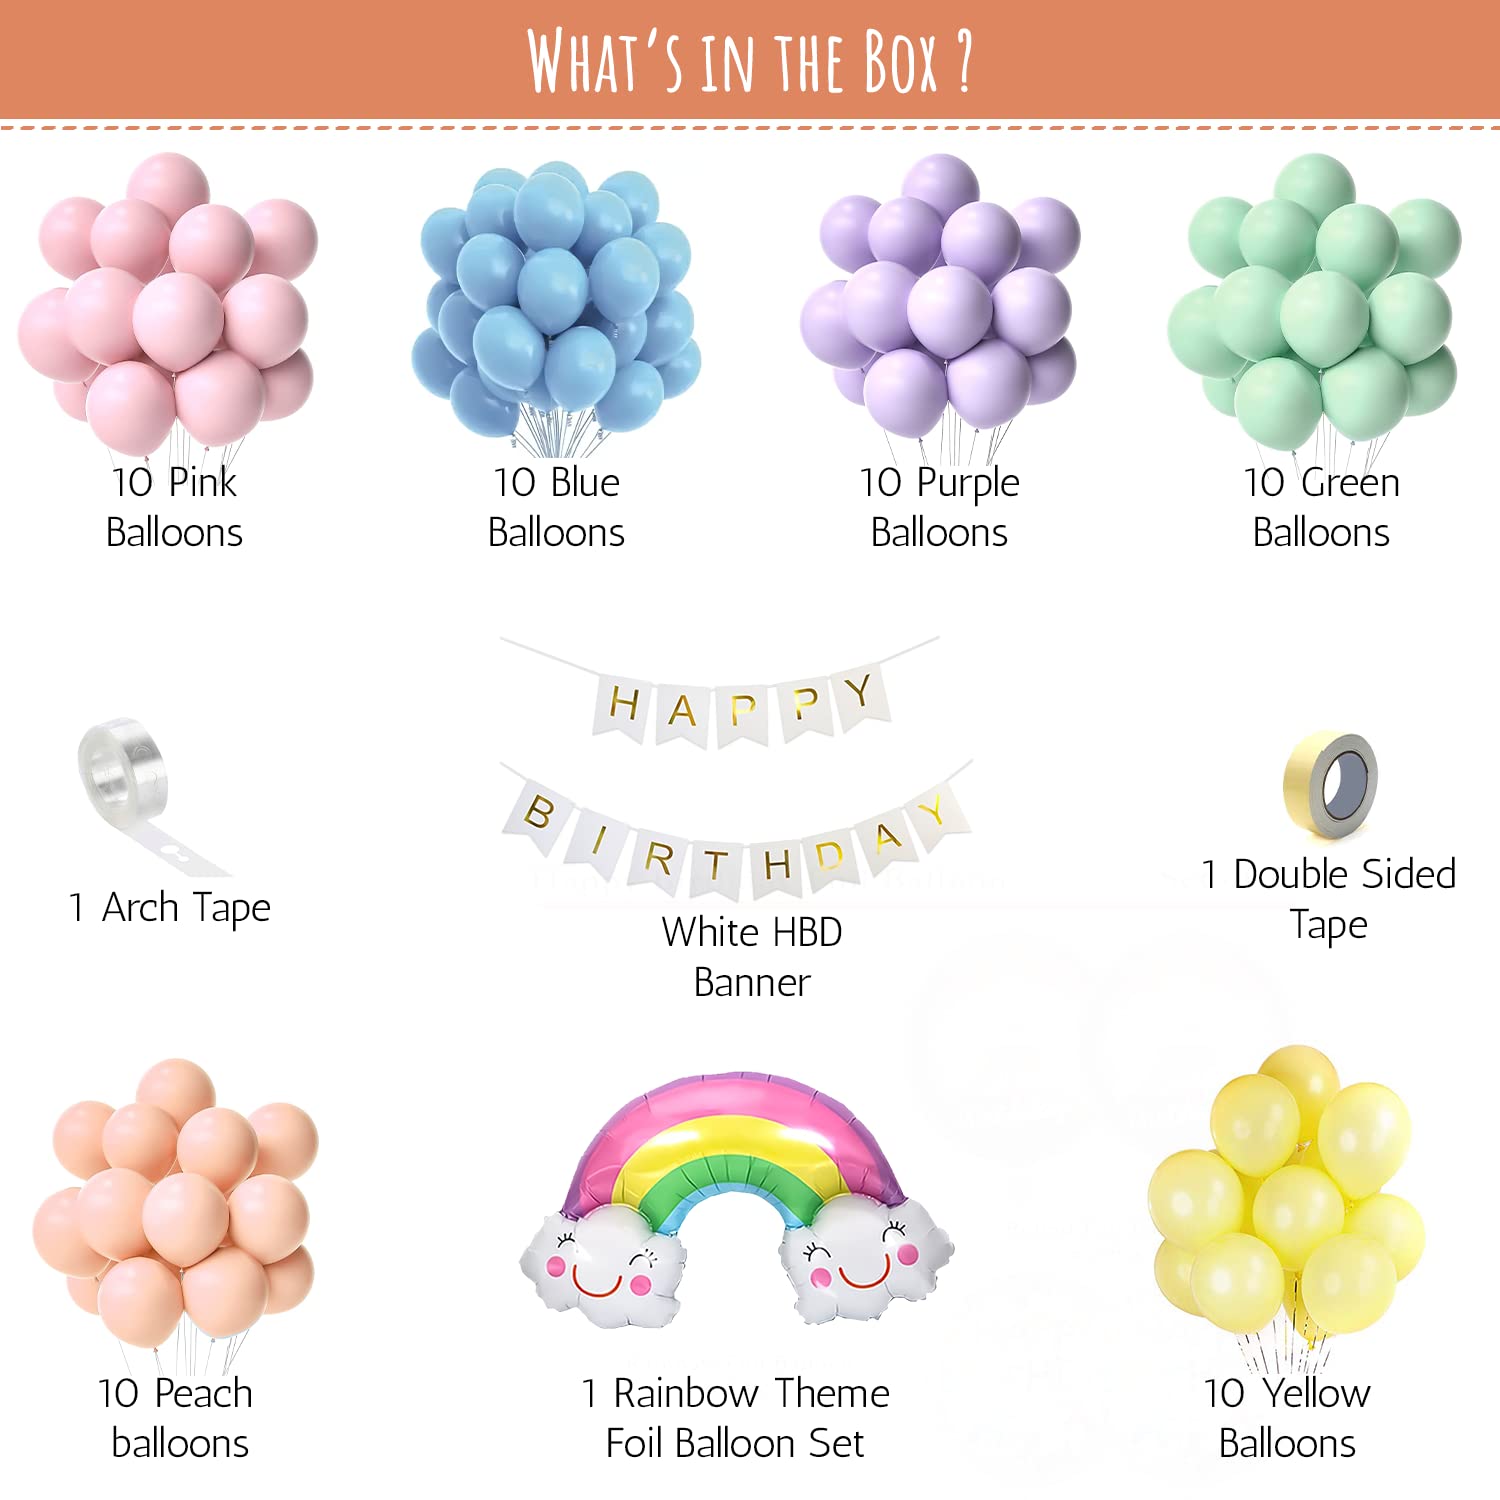 WHAT'S IN THE BOX ?
10 Pink
Balloons
10 Blue
Balloons
10 Purple
Balloons
10 Green
Balloons
HAPPY
BIRTHDAY
1 Arch Tape
White HBD
Banner
1 Double Sided
Tape
10 Peach
balloons
1 Rainbow Theme
Foil Balloon Set
10 Yellow
Balloons